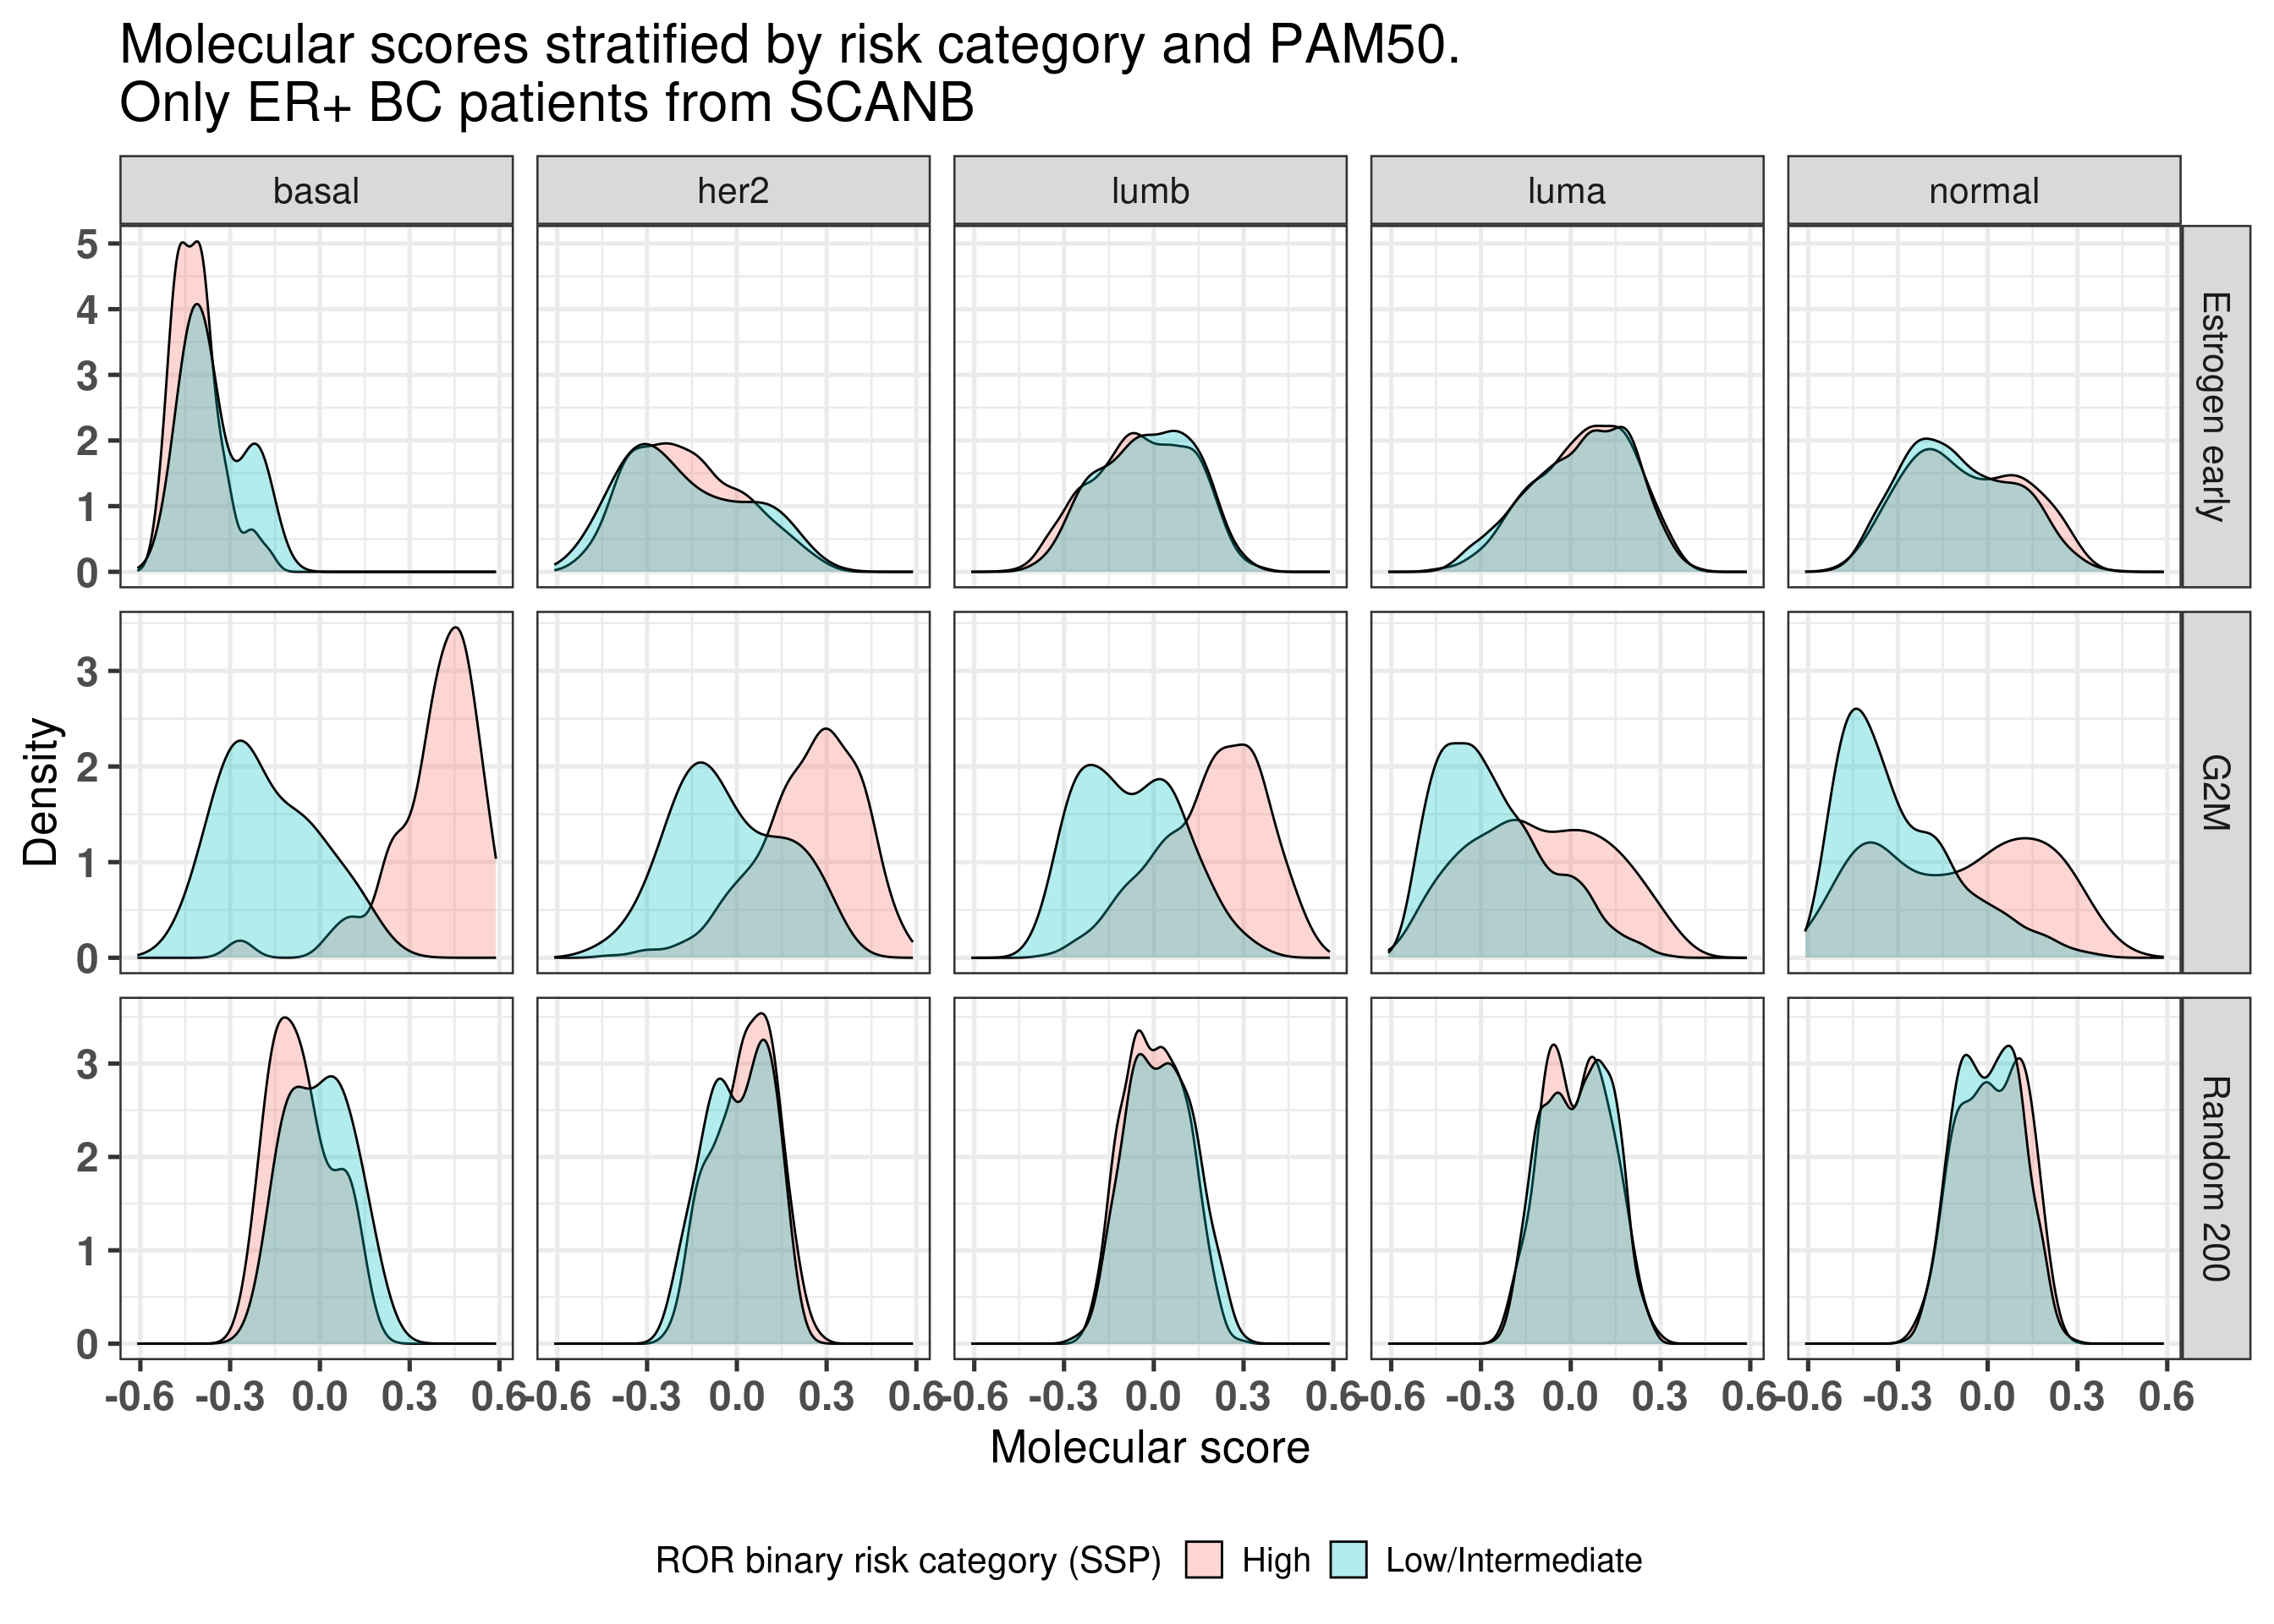 Molecular scores stratified by risk category and PAM50.
Only ER+ BC patients from SCANB
basal her2 lumb luma normal
5
4
3
2
1
0
Estrogen early
3
2
1
0
G2M
3
2
1
0
Random 200
Density
-0.6 -0.3 0.0 0.3 0.6 -0.6 -0.3 0.0 0.3 0.6 -0.6 -0.3 0.0 0.3 0.6 -0.6 -0.3 0.0 0.3 0.6 -0.6 -0.3 0.0 0.3 0.6
Molecular score
ROR binary risk category (SSP) High Low/Intermediate